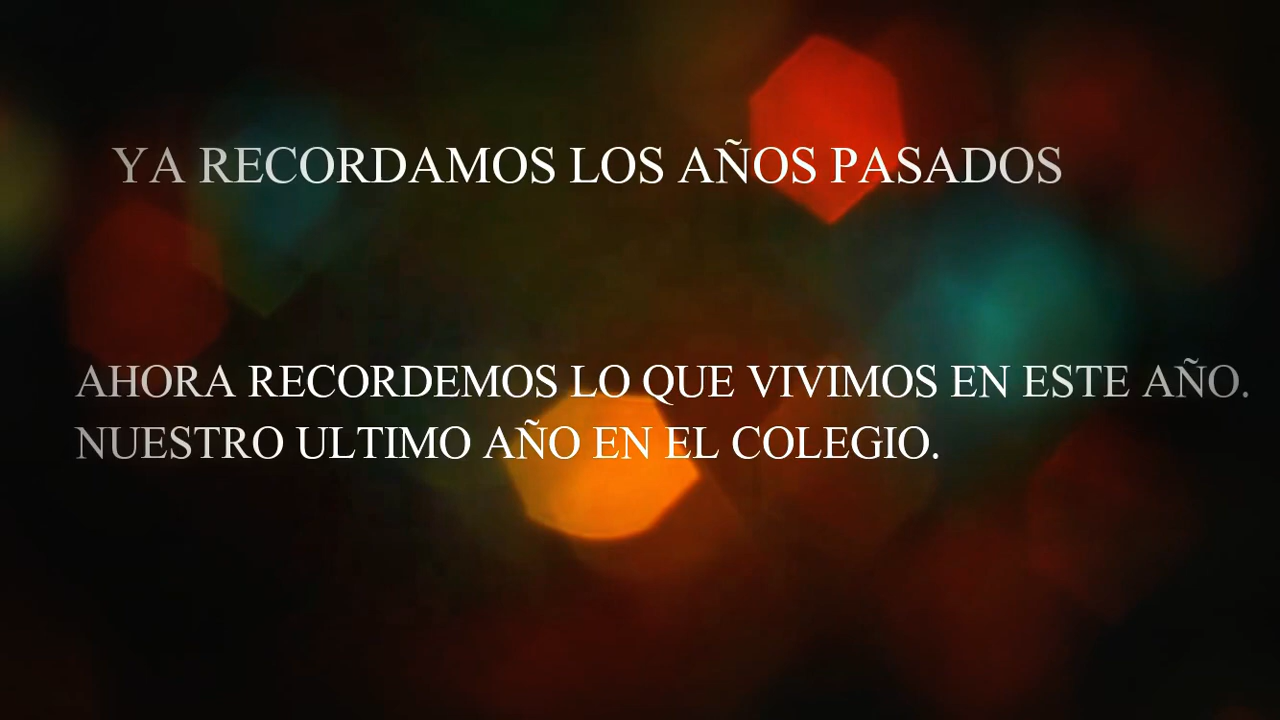 YA RECORDAMOS LOS AÑOS PASADOS
AHORA RECORDEMOS LO QUE VIVIMOS EN ESTE AÑO.
NUESTRO ULTIMO AÑO EN EL COLEGIO.